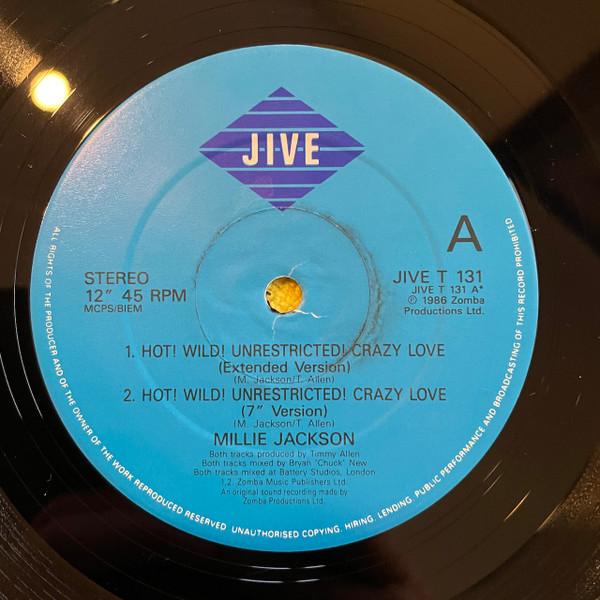 JIVE
A
STEREO
12" 45 RPM
MCPS/BIEM
JIVE T 131
JIVE T 131 A*
℗ 1986 Zomba
Productions Ltd.
1. HOT! WILD! UNRESTRICTED! CRAZY LOVE
(Extended Version)
(M. Jackson/T. Allen)
2. HOT! WILD! UNRESTRICTED! CRAZY LOVE
(7" Version)
(M. Jackson/T. Allen)
MILLIE JACKSON
Both tracks produced by Timmy Allen
Both tracks mixed by Bryan "Chuck" New
Both tracks mixed at Battery Studios, London
1,2. Zomba Music Publishers Ltd.
An original sound recording made by
Zomba Productions Ltd.
ALL RIGHTS OF THE PRODUCER AND OF THE OWNER OF THE WORK REPRODUCED RESERVED UNAUTHORISED COPYING, HIRING, LENDING, PUBLIC PERFORMANCE AND BROADCASTING OF THIS RECORD PROHIBITED